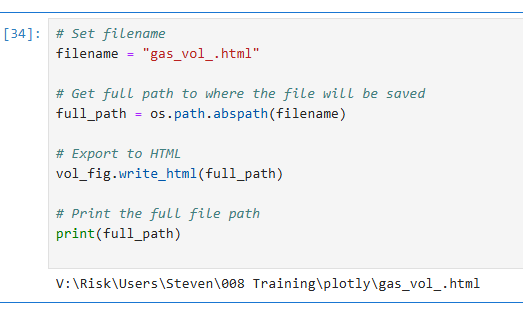 [34]: # Set filename
filename = "gas_vol_.html"
# Get full path to where the file will be saved
full_path = os.path.abspath(filename)
# Export to HTML
vol_fig.write_html(full_path)
# Print the full file path
print(full_path)
V:\Risk\Users\Steven\008 Training\plotly\gas_vol_.html